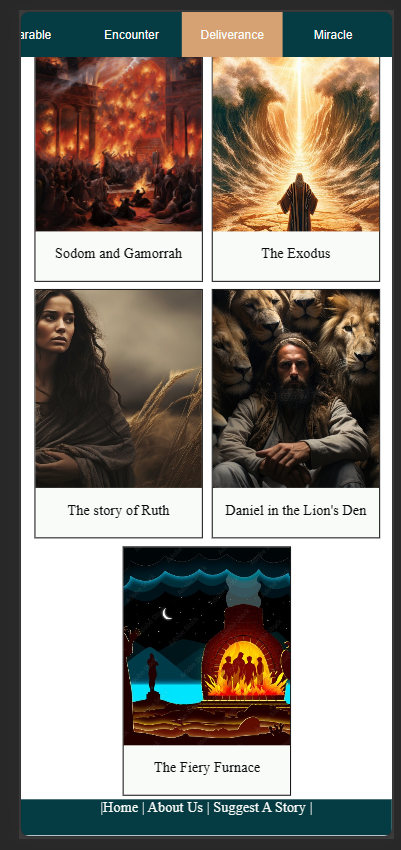 arable Encounter Deliverance Miracle
Sodom and Gamorrah
The Exodus
The story of Ruth
Daniel in the Lion's Den
The Fiery Furnace
|Home | About Us | Suggest A Story |